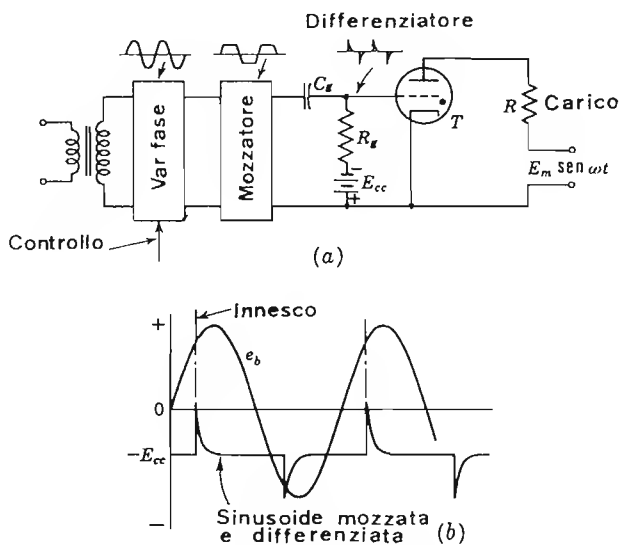 Differenziatore
Var fase
Mozzatore
C_g
R_g
E_cc
−
+
T
R
Carico
E_m sen ωt
Controllo
(a)
Innesco
+
e_b
0
−E_cc
−
Sinusoide mozzata
e differenziata
(b)